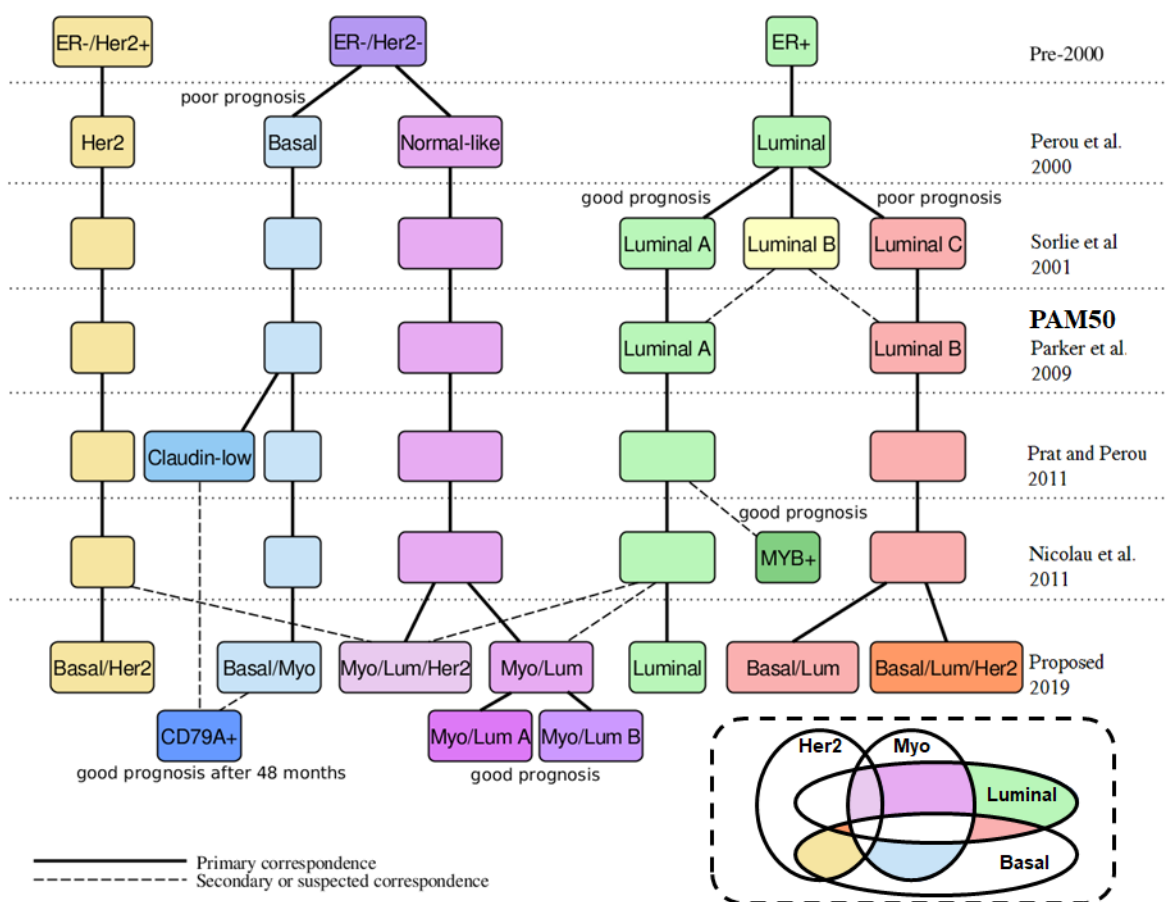 ER-/Her2+
ER-/Her2-
ER+
Pre-2000
poor prognosis
Her2
Basal
Normal-like
Luminal
Perou et al.
2000
good prognosis
poor prognosis
Luminal A
Luminal B
Luminal C
Sorlie et al
2001
PAM50
Luminal A
Luminal B
Parker et al.
2009
Claudin-low
Prat and Perou
2011
good prognosis
MYB+
Nicolau et al.
2011
Basal/Her2
Basal/Myo
Myo/Lum/Her2
Myo/Lum
Luminal
Basal/Lum
Basal/Lum/Her2
Proposed
2019
CD79A+
Myo/Lum A
Myo/Lum B
good prognosis after 48 months
good prognosis
Her2
Myo
Luminal
Basal
Primary correspondence
Secondary or suspected correspondence